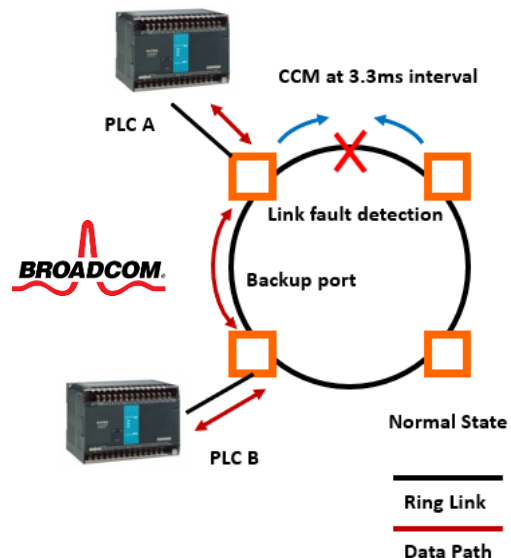 CCM at 3.3ms interval
PLC A
Link fault detection
BROADCOM.
Backup port
Normal State
PLC B
Ring Link
Data Path